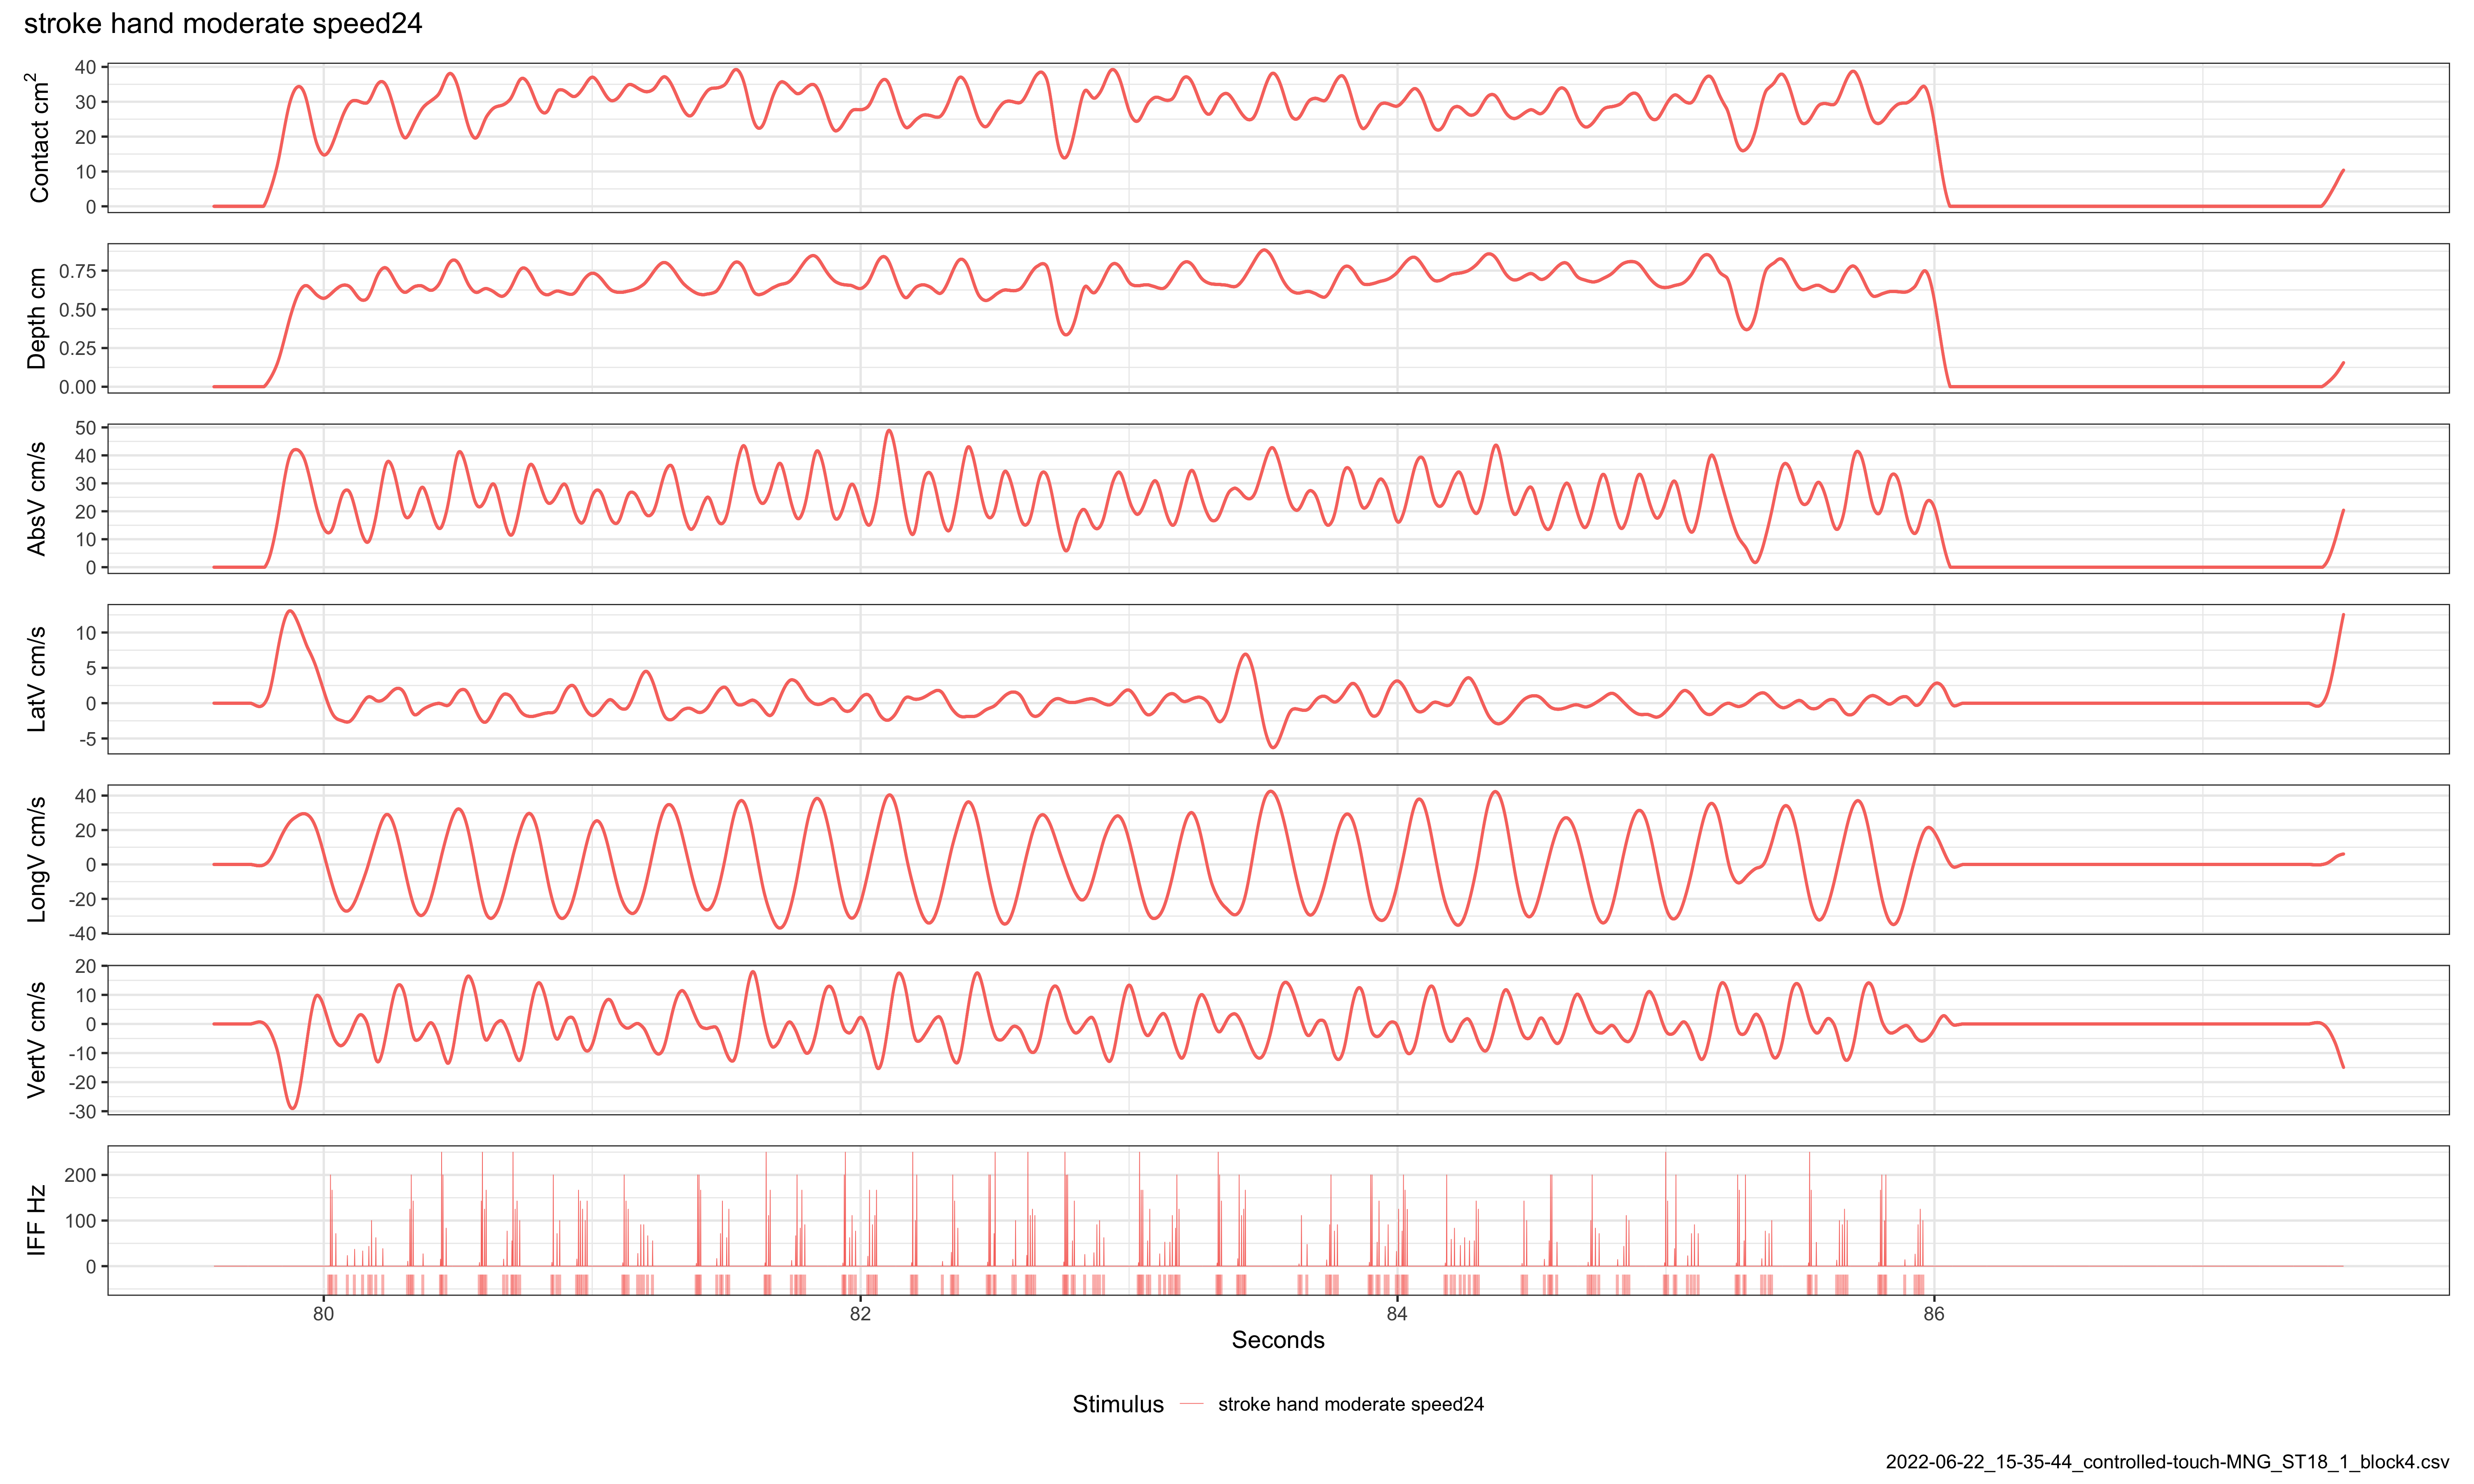 stroke hand moderate speed24
Contact cm²
40
30
20
10
0
Depth cm
0.75
0.50
0.25
0.00
AbsV cm/s
50
40
30
20
10
0
LatV cm/s
10
5
0
-5
LongV cm/s
40
20
0
-20
-40
VertV cm/s
20
10
0
-10
-20
-30
IFF Hz
200
100
0
80 82 84 86
Seconds
Stimulus stroke hand moderate speed24
2022-06-22_15-35-44_controlled-touch-MNG_ST18_1_block4.csv